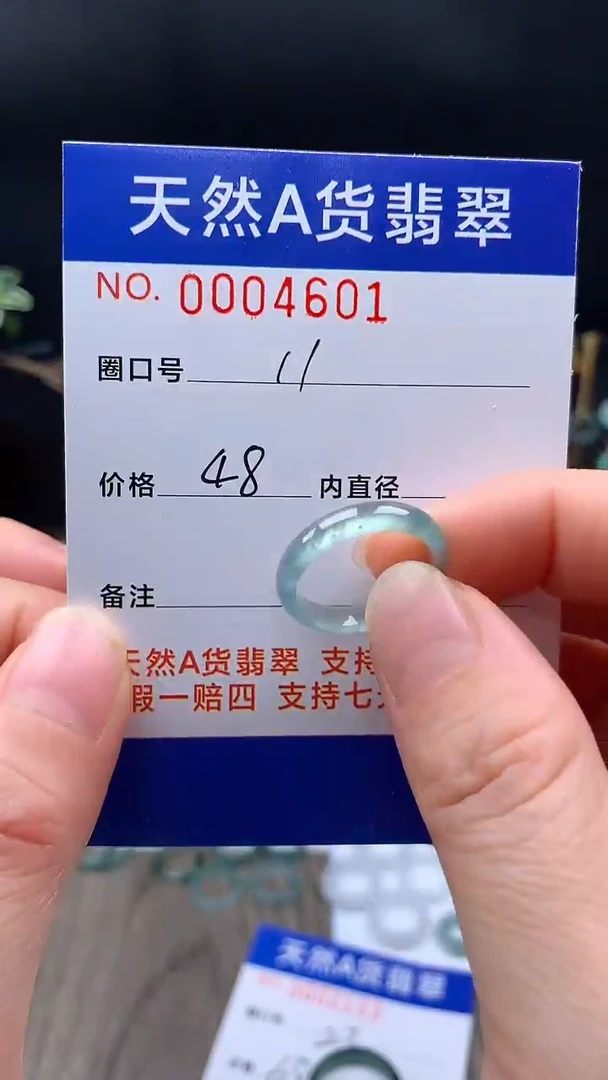 天然A货翡翠
NO. 0004601
圈口号 11
价格 48 内直径
备注
天然A货翡翠 支持
假一赔四 支持七天
天然A货翡翠